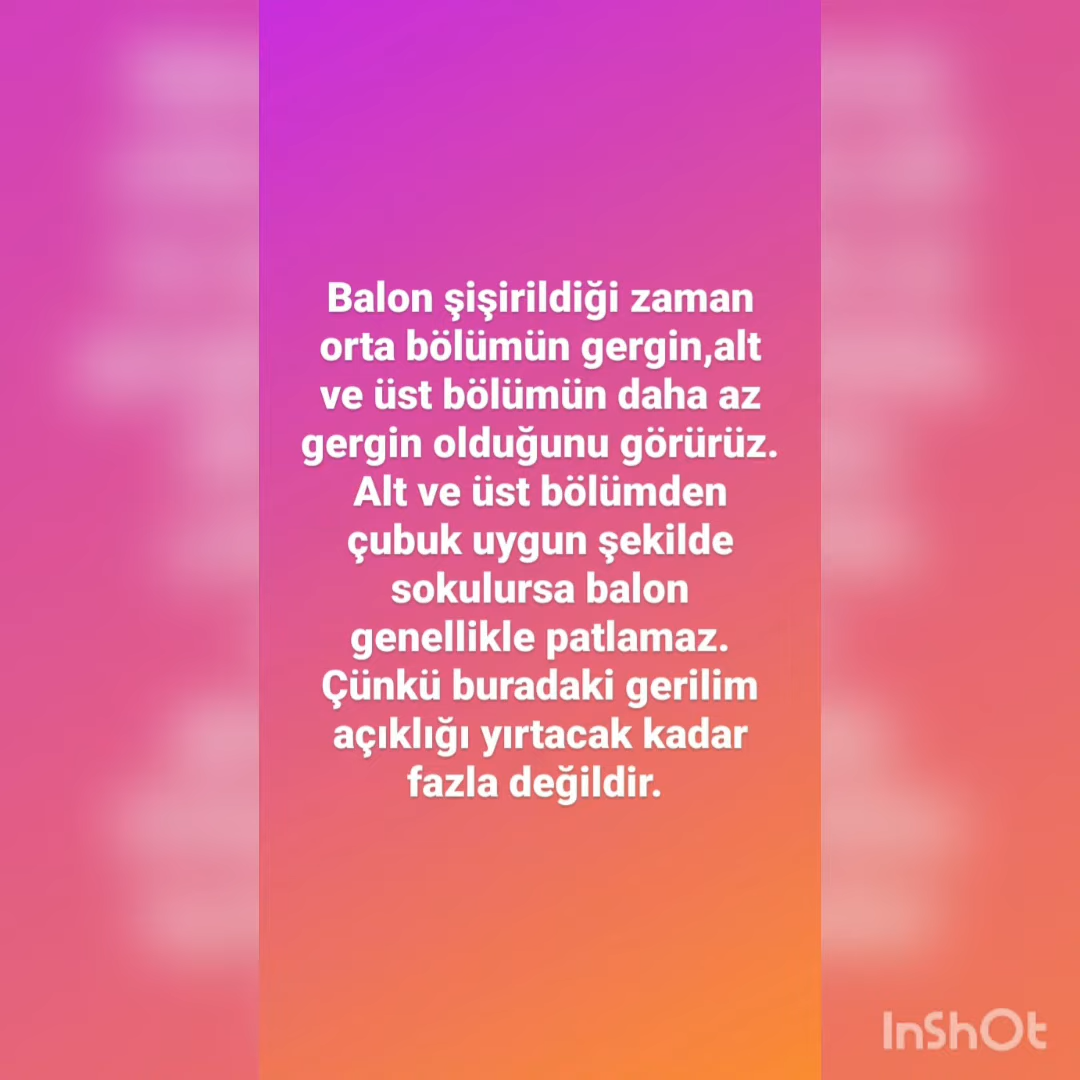 Balon şişirildiği zaman
orta bölümün gergin,alt
ve üst bölümün daha az
gergin olduğunu görürüz.
Alt ve üst bölümden
çubuk uygun şekilde
sokulursa balon
genellikle patlamaz.
Çünkü buradaki gerilim
açıklığı yırtacak kadar
fazla değildir.
InShOt